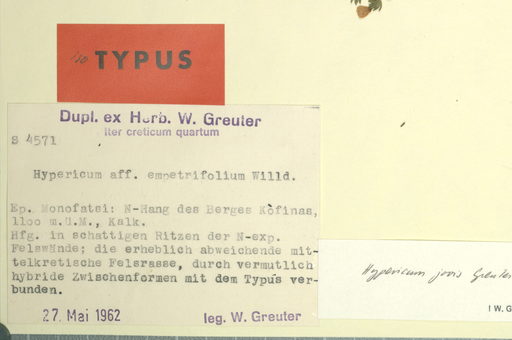 iso TYPUS
Dupl. ex Herb. W. Greuter
Iter creticum quartum
S 4571
Hypericum aff. empetrifolium Willd.
Ep. Monofatsi: N-Hang des Berges Kófinas,
1loo m.ü.M., Kalk.
Hfg. in schattigen Ritzen der N-exp.
Felswände; die erheblich abweichende mit-
telkretische Felsrasse, durch vermutlich
hybride Zwischenformen mit dem Typus ver-
bunden.
27. Mai 1962 leg. W. Greuter
Hypericum jovis Greuter
! W. G